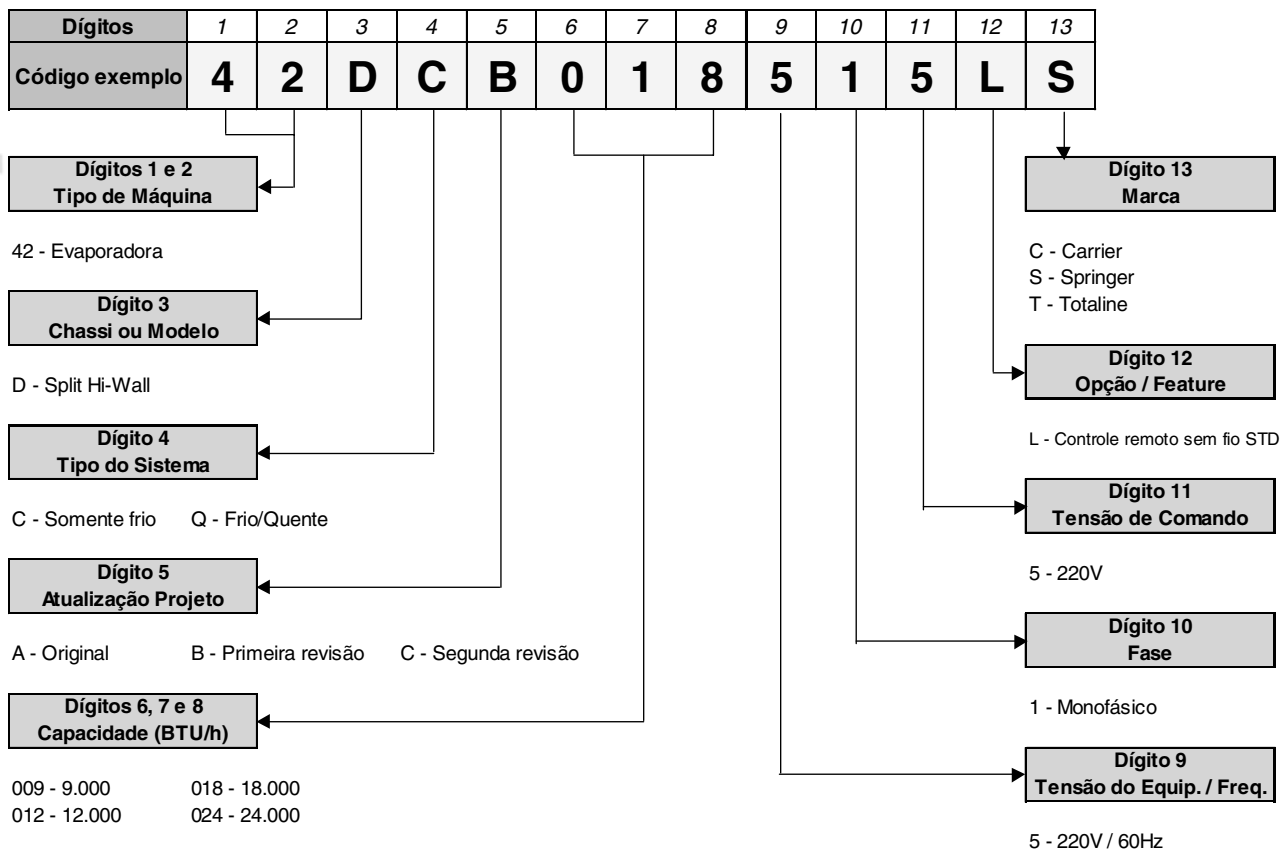 Dígitos 1 2 3 4 5 6 7 8 9 10 11 12 13
Código exemplo 4 2 D C B 0 1 8 5 1 5 L S
Dígitos 1 e 2
Tipo de Máquina
42 - Evaporadora
Dígito 3
Chassi ou Modelo
D - Split Hi-Wall
Dígito 4
Tipo do Sistema
C - Somente frio Q - Frio/Quente
Dígito 5
Atualização Projeto
A - Original B - Primeira revisão C - Segunda revisão
Dígitos 6, 7 e 8
Capacidade (BTU/h)
009 - 9.000 018 - 18.000
012 - 12.000 024 - 24.000
Dígito 13
Marca
C - Carrier
S - Springer
T - Totaline
Dígito 12
Opção / Feature
L - Controle remoto sem fio STD
Dígito 11
Tensão de Comando
5 - 220V
Dígito 10
Fase
1 - Monofásico
Dígito 9
Tensão do Equip. / Freq.
5 - 220V / 60Hz